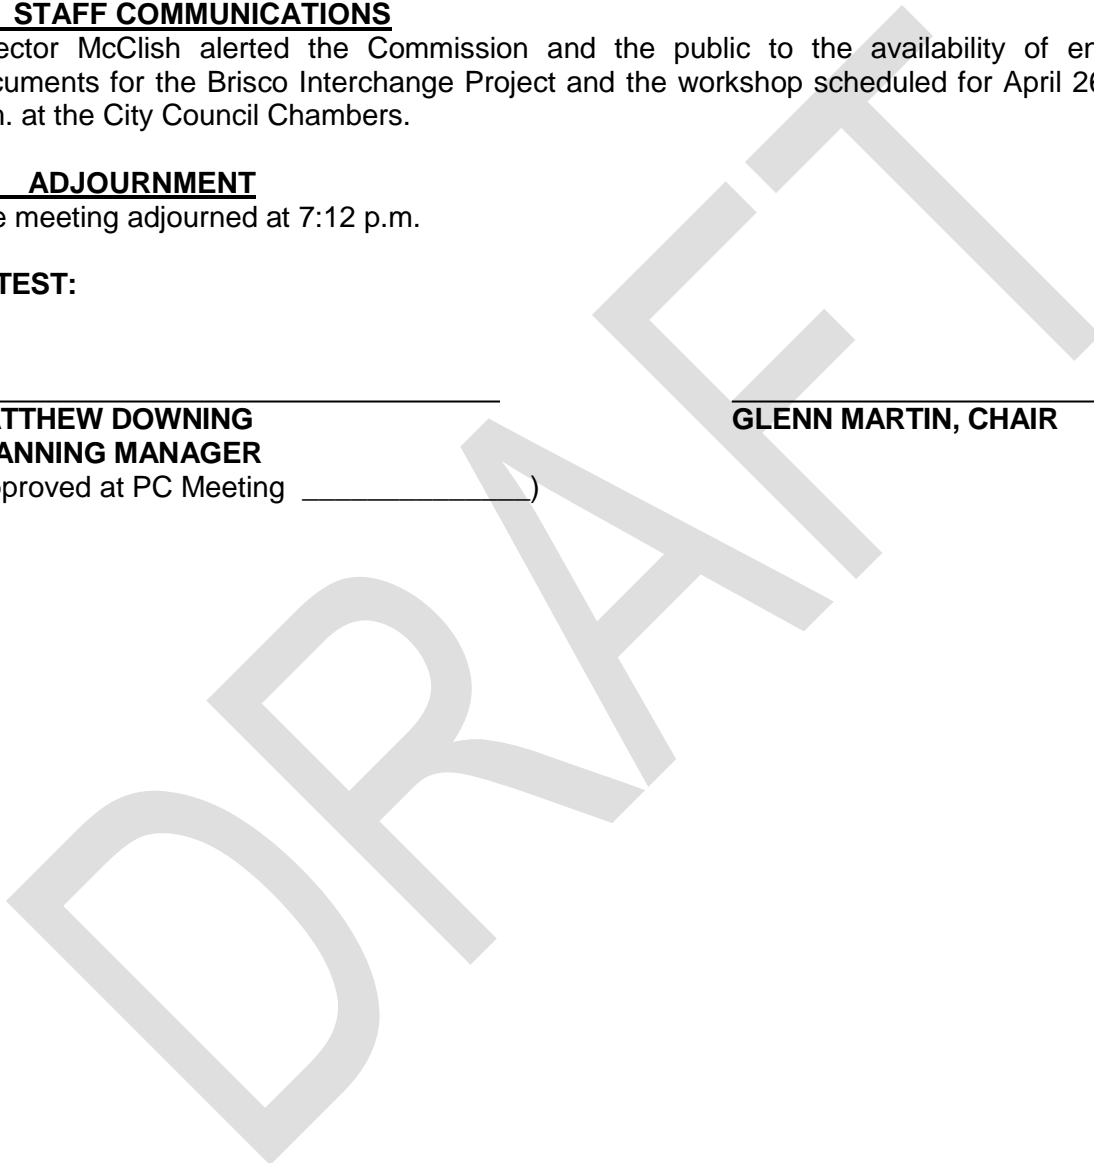 STAFF COMMUNICATIONS
ector McClish alerted the Commission and the public to the availability of en
cuments for the Brisco Interchange Project and the workshop scheduled for April 26
. at the City Council Chambers.
ADJOURNMENT
e meeting adjourned at 7:12 p.m.
TEST:
TTHEW DOWNING
GLENN MARTIN, CHAIR
ANNING MANAGER
proved at PC Meeting ______________)
DRAFT